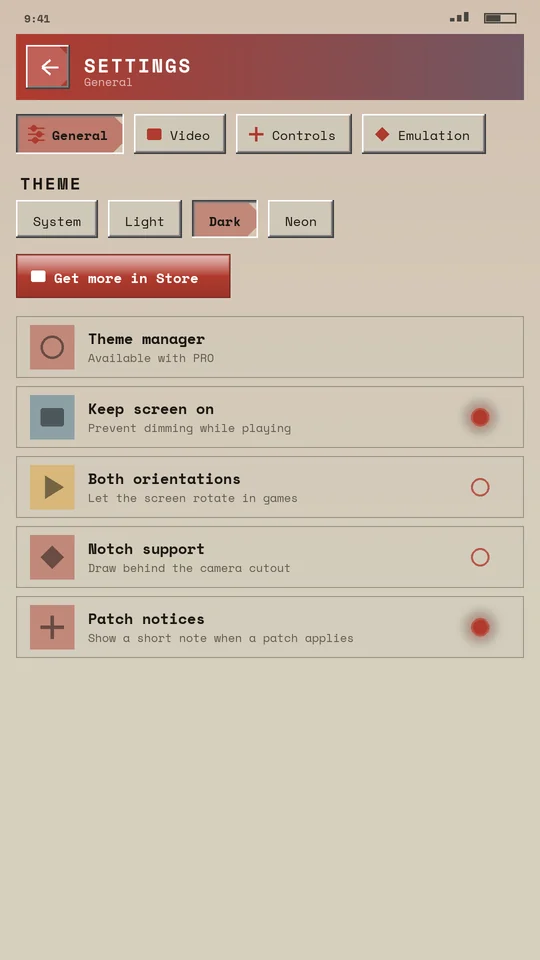 9:41
SETTINGS
General
General
Video
Controls
Emulation
THEME
System
Light
Dark
Neon
Get more in Store
Theme manager
Available with PRO
Keep screen on
Prevent dimming while playing
Both orientations
Let the screen rotate in games
Notch support
Draw behind the camera cutout
Patch notices
Show a short note when a patch applies